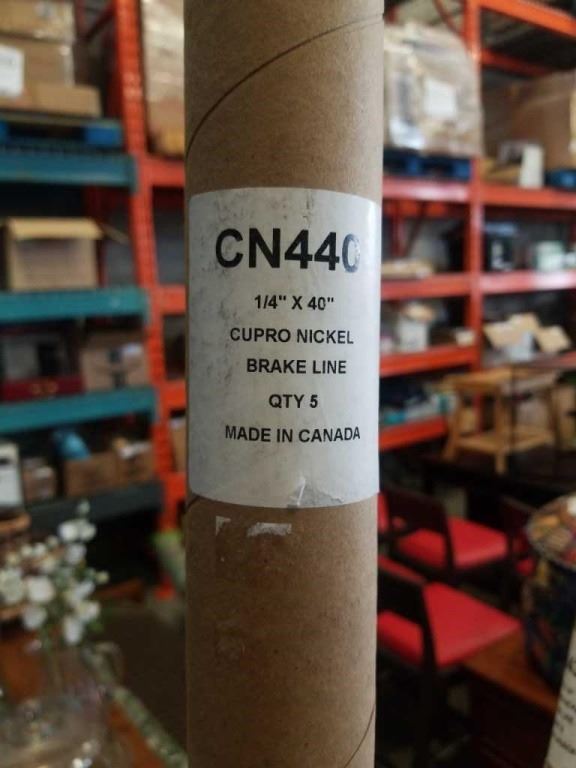 CN440
1/4" X 40"
CUPRO NICKEL
BRAKE LINE
QTY 5
MADE IN CANADA